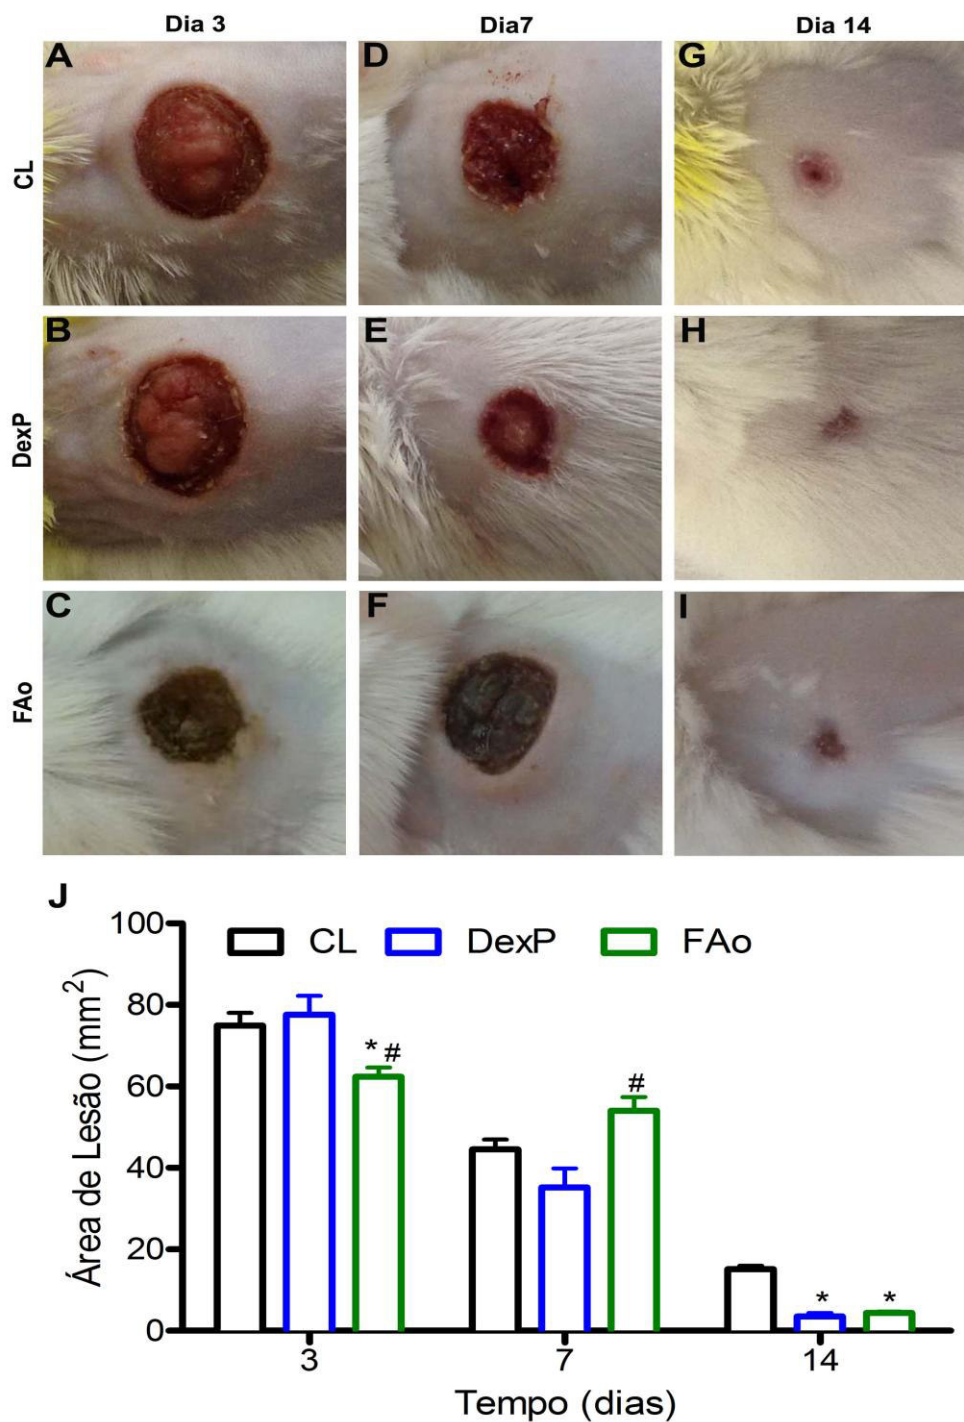 Dia 3 Dia7 Dia 14
A D G
CL
B E H
DexP
C F I
FAo
J
100
CL DexP FAo
80
* #
60
#
40
20
* *
0
3 7 14
Área de Lesão (mm²)
Tempo (dias)